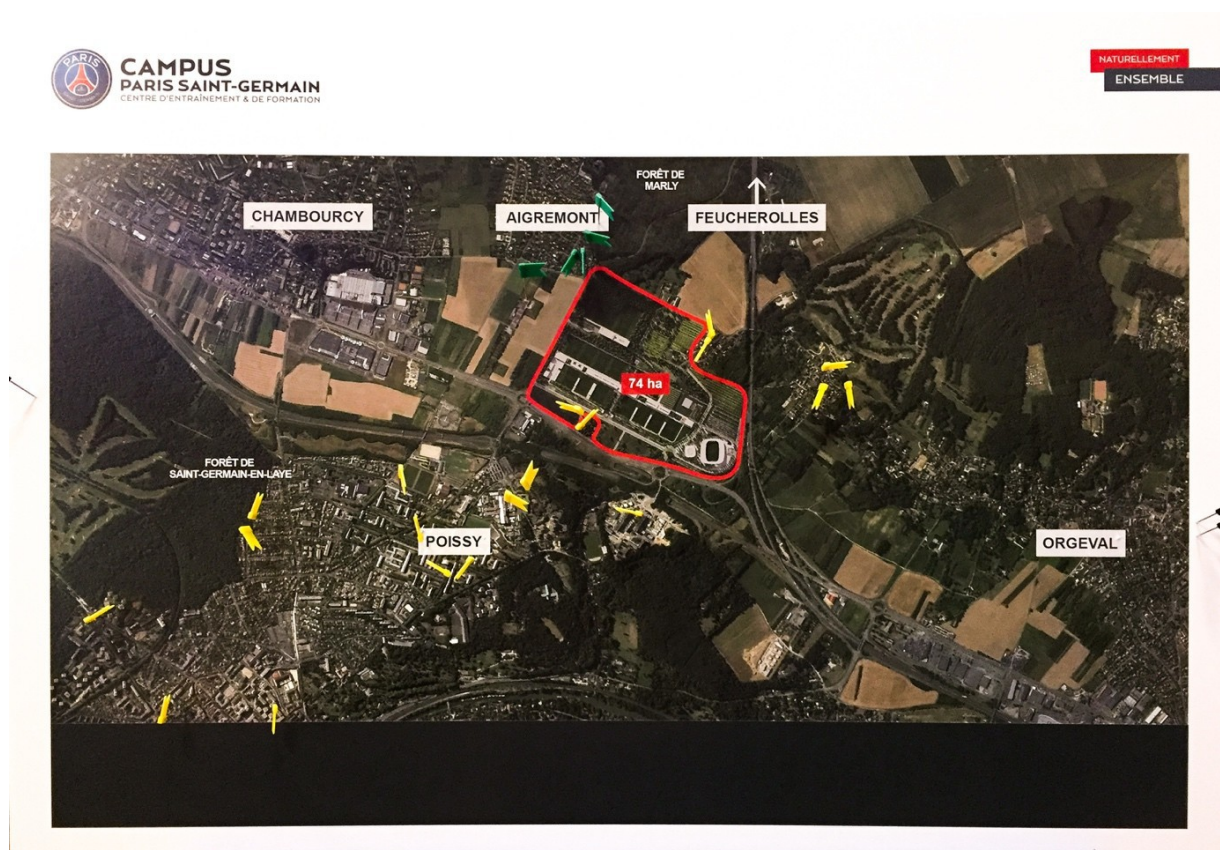 PARIS
CAMPUS
PARIS SAINT-GERMAIN
CENTRE D'ENTRAÎNEMENT & DE FORMATION
NATURELLEMENT
ENSEMBLE
FORÊT DE
MARLY
CHAMBOURCY
AIGREMONT
FEUCHEROLLES
74 ha
FORÊT DE
SAINT-GERMAIN-EN-LAYE
POISSY
ORGEVAL